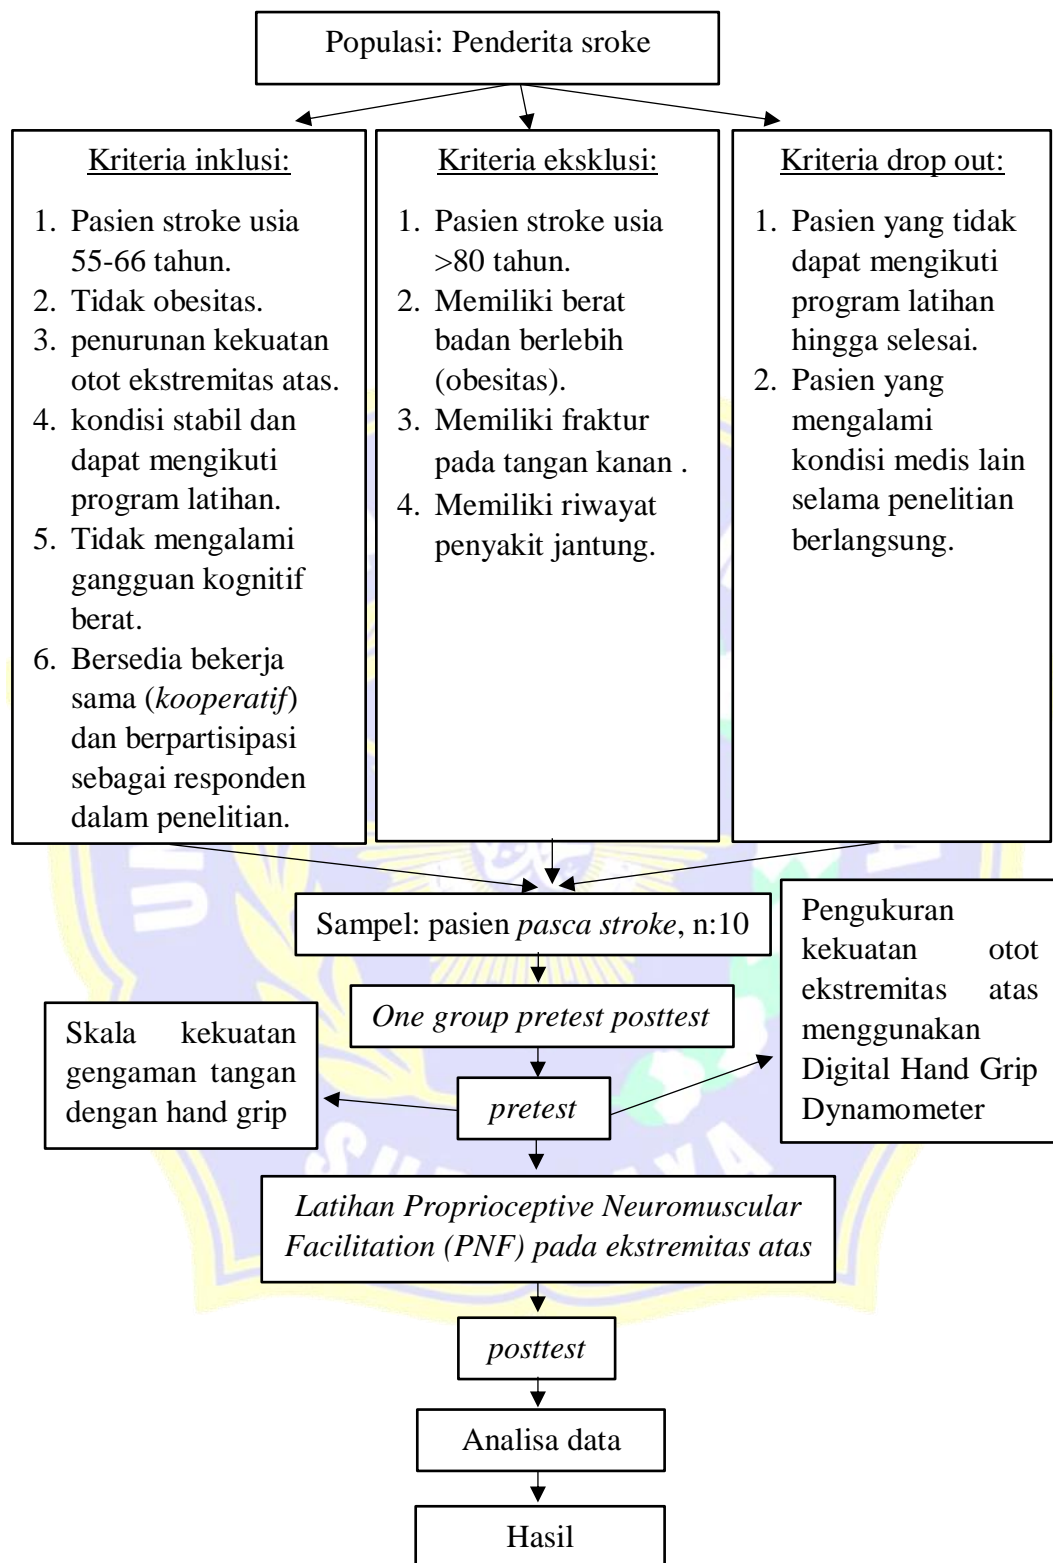 Populasi: Penderita sroke
Kriteria inklusi:
1. Pasien stroke usia
55-66 tahun.
2. Tidak obesitas.
3. penurunan kekuatan
otot ekstremitas atas.
4. kondisi stabil dan
dapat mengikuti
program latihan.
5. Tidak mengalami
gangguan kognitif
berat.
6. Bersedia bekerja
sama (kooperatif)
dan berpartisipasi
sebagai responden
dalam penelitian.
Kriteria eksklusi:
1. Pasien stroke usia
>80 tahun.
2. Memiliki berat
badan berlebih
(obesitas).
3. Memiliki fraktur
pada tangan kanan .
4. Memiliki riwayat
penyakit jantung.
Kriteria drop out:
1. Pasien yang tidak
dapat mengikuti
program latihan
hingga selesai.
2. Pasien yang
mengalami
kondisi medis lain
selama penelitian
berlangsung.
Sampel: pasien pasca stroke, n:10
One group pretest posttest
pretest
Skala kekuatan
gengaman tangan
dengan hand grip
Pengukuran
kekuatan otot
ekstremitas atas
menggunakan
Digital Hand Grip
Dynamometer
Latihan Proprioceptive Neuromuscular
Facilitation (PNF) pada ekstremitas atas
posttest
Analisa data
Hasil